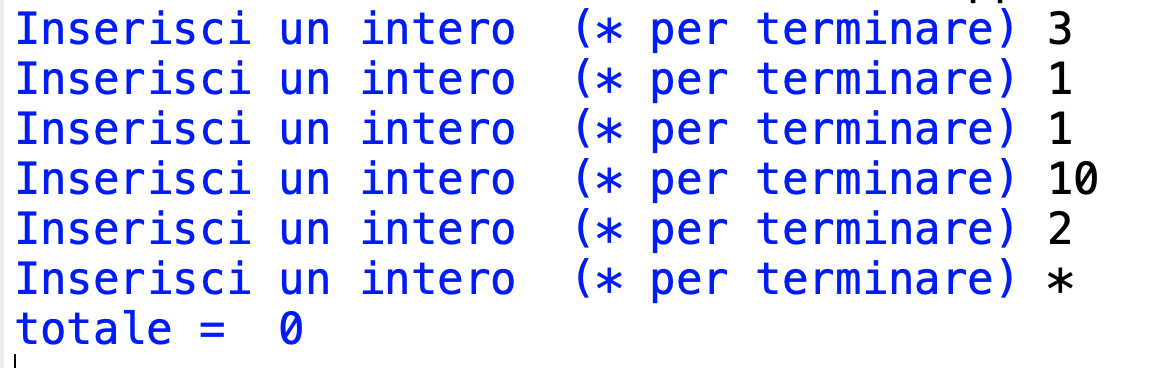 Inserisci un intero  (* per terminare) 3
Inserisci un intero  (* per terminare) 1
Inserisci un intero  (* per terminare) 1
Inserisci un intero  (* per terminare) 10
Inserisci un intero  (* per terminare) 2
Inserisci un intero  (* per terminare) *
totale =  0